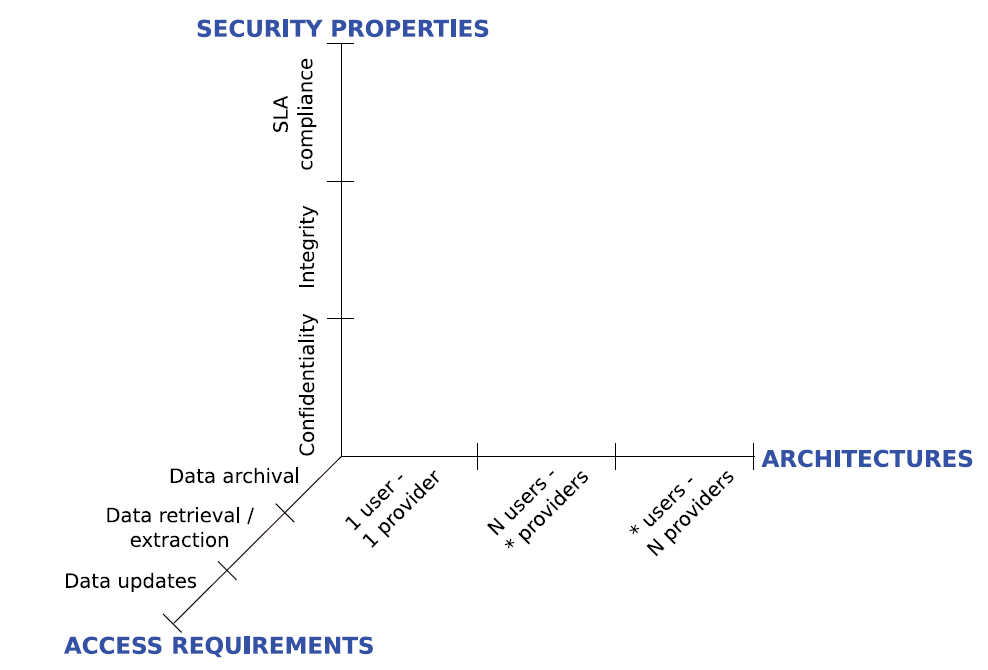 SECURITY PROPERTIES
SLA
compliance
Integrity
Confidentiality
ARCHITECTURES
1 user -
1 provider
N users -
* providers
* users -
N providers
Data archival
Data retrieval /
extraction
Data updates
ACCESS REQUIREMENTS